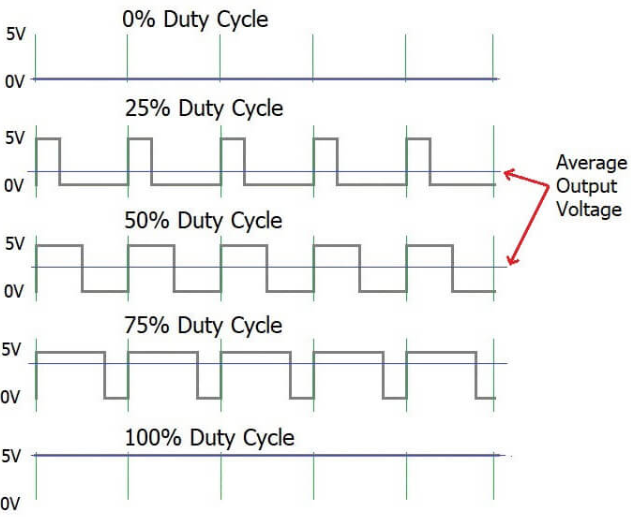 0% Duty Cycle
5V
0V
25% Duty Cycle
5V
0V
Average
Output
Voltage
50% Duty Cycle
5V
0V
75% Duty Cycle
5V
0V
100% Duty Cycle
5V
0V